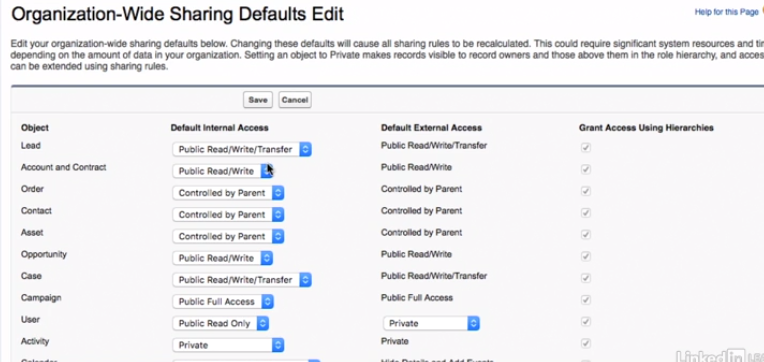 Organization-Wide Sharing Defaults Edit
Help for this Page
Edit your organization-wide sharing defaults below. Changing these defaults will cause all sharing rules to be recalculated. This could require significant system resources and
depending on the amount of data in your organization. Setting an object to Private makes records visible to record owners and those above them in the role hierarchy, and
can be extended using sharing rules.
Save Cancel
Object Default Internal Access Default External Access Grant Access Using Hierarchies
Lead Public Read/Write/Transfer Public Read/Write/Transfer
Account and Contract Public Read/Write Public Read/Write
Order Controlled by Parent Controlled by Parent
Contact Controlled by Parent Controlled by Parent
Asset Controlled by Parent Controlled by Parent
Opportunity Public Read/Write Public Read/Write
Case Public Read/Write/Transfer Public Read/Write/Transfer
Campaign Public Full Access Public Full Access
User Public Read Only Private
Activity Private Private
Calendar Hide Details and Add Events
LinkedIn